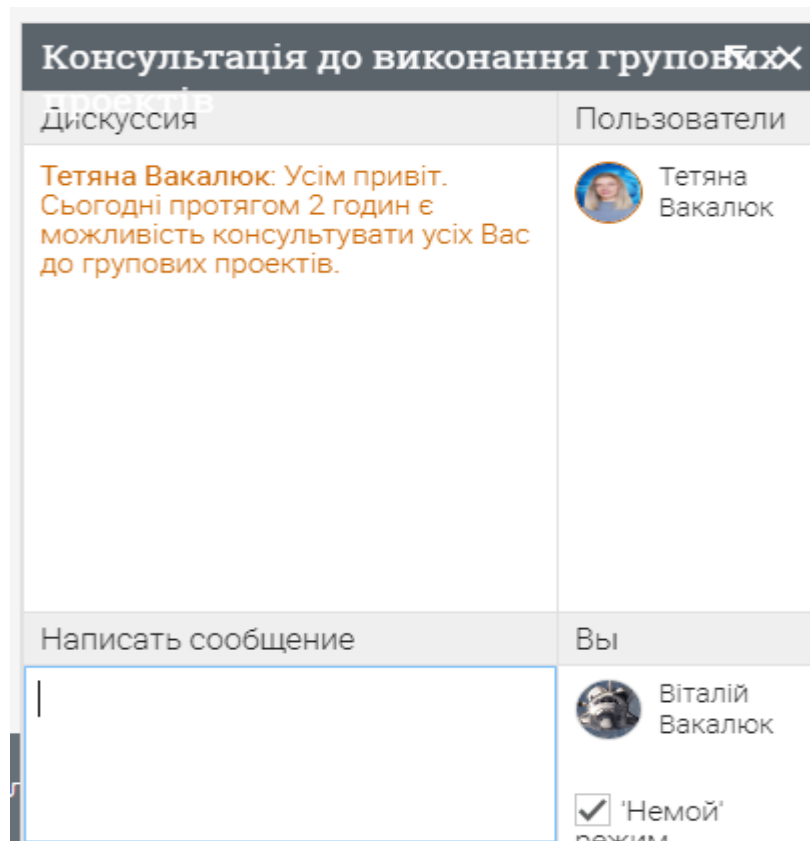 Консультація до виконання групових
проектів
Дискуссия
Пользователи
Тетяна Вакалюк: Усім привіт.
Сьогодні протягом 2 годин є
можливість консультувати усіх Вас
до групових проектів.
Тетяна
Вакалюк
Написать сообщение
Вы
Віталій
Вакалюк
'Немой'
режим